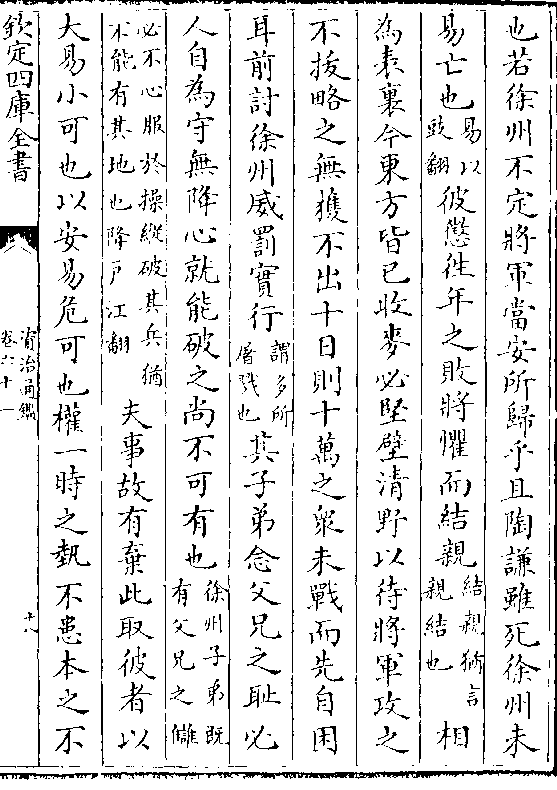 也若徐州不定將軍當安所歸乎且陶謙雖死徐州未
易亡也易以豉翻彼懲徃年之敗將懼而結親結親猶言親結也相
為表裏今東方皆已收麥必堅壁清野以待將軍攻之
不拔略之無獲不出十日則十萬之衆未戰而先自困
耳前討徐州威罰實行謂多所屠戮也其子弟念父兄之恥必
人自為守無降心就能破之尚不可有也徐州子弟既有父兄之讎
必不心服於操縱破其兵猶不能有其地也降户江翻夫事故有棄此取彼者以
大易小可也以安易危可也權一時之埶不患本之不
欽定四庫全書
資治通鑑
卷六十一
十八